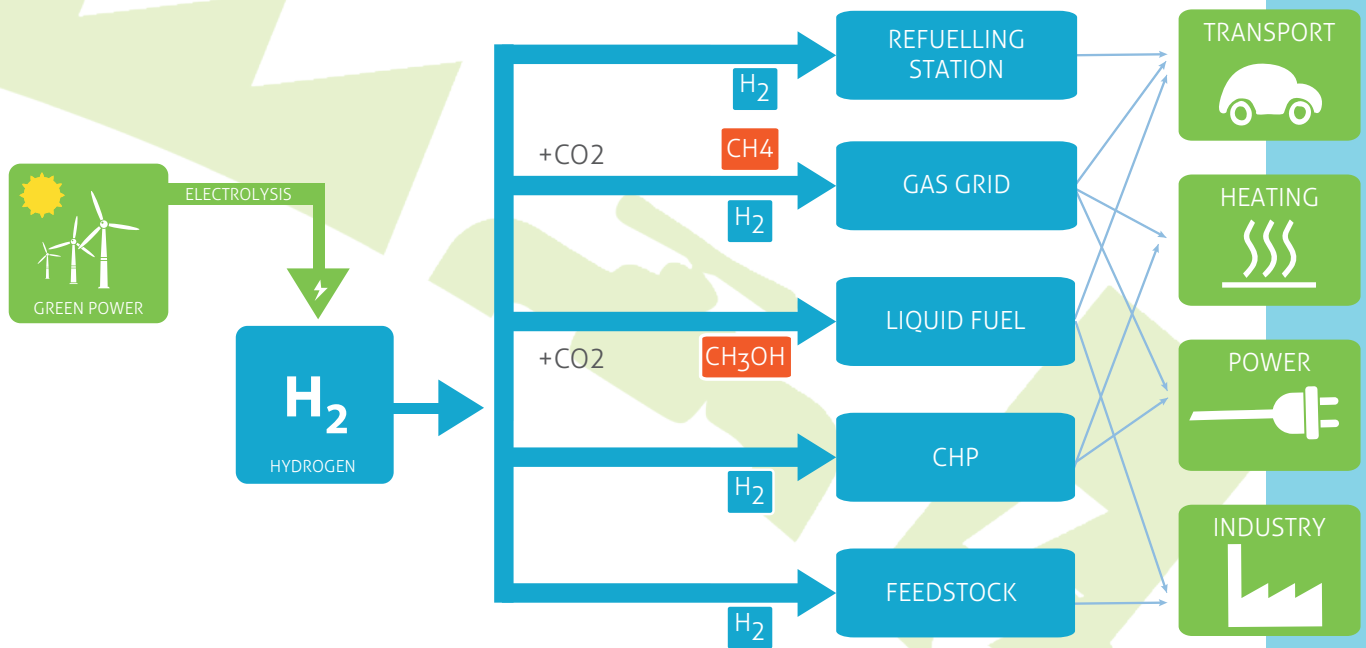 GREEN POWER
ELECTROLYSIS
H2
HYDROGEN
H2
REFUELLING
STATION
+CO2
CH4
H2
GAS GRID
+CO2
CH3OH
LIQUID FUEL
H2
CHP
H2
FEEDSTOCK
TRANSPORT
HEATING
POWER
INDUSTRY